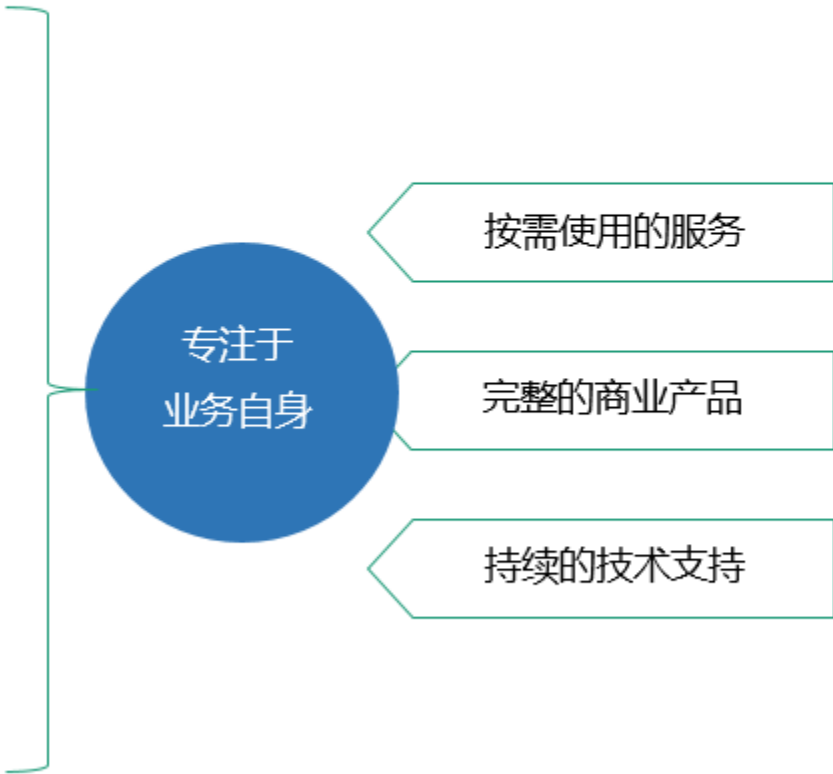 按需使用的服务
专注于
业务自身
完整的商业产品
持续的技术支持